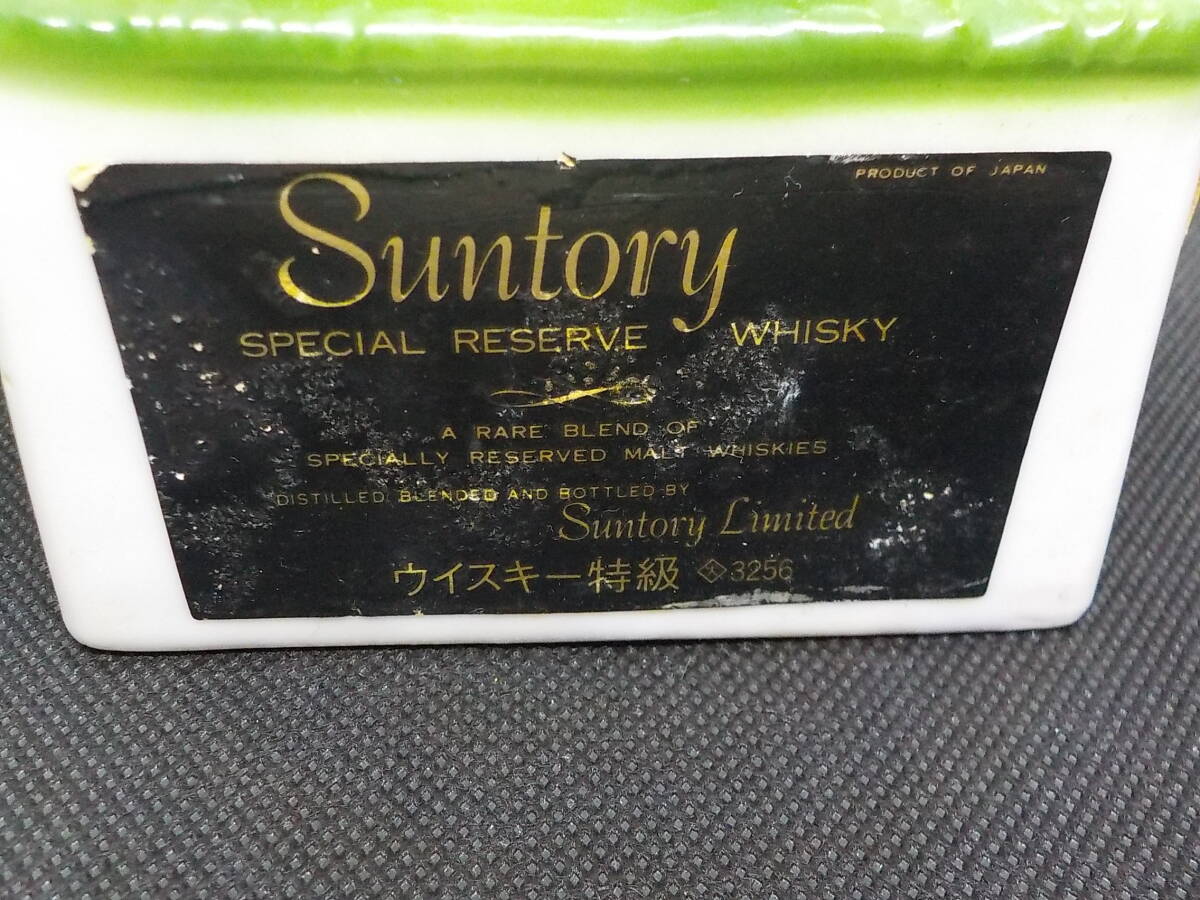 PRODUCT OF JAPAN
Suntory
SPECIAL RESERVE WHISKY
A RARE BLEND OF
SPECIALLY RESERVED MALT WHISKIES
DISTILLED BLENDED AND BOTTLED BY
Suntory Limited
ウイスキー特級 3256